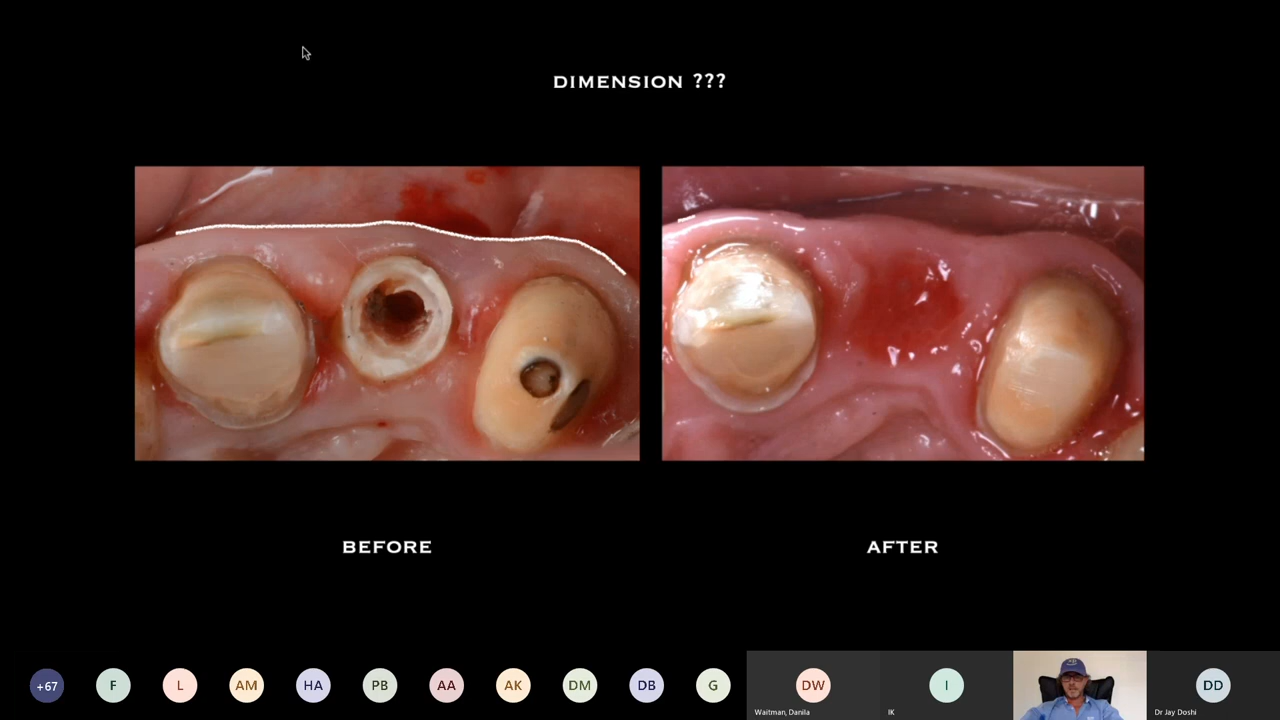 DIMENSION ???
BEFORE
AFTER
+67
F
L
AM
HA
PB
AA
AK
DM
DB
G
DW
I
DD
Waitman, Danila
IK
Dr Jay Doshi